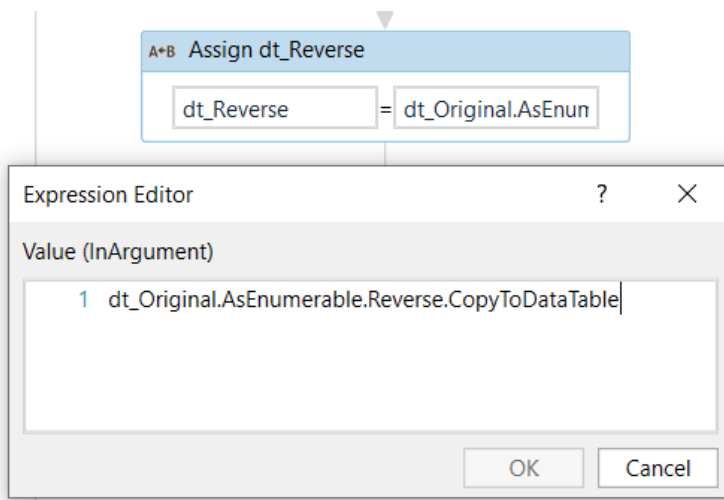 A←B Assign dt_Reverse
dt_Reverse = dt_Original.AsEnum
Expression Editor ? ×
Value (InArgument)
1 dt_Original.AsEnumerable.Reverse.CopyToDataTable
OK Cancel